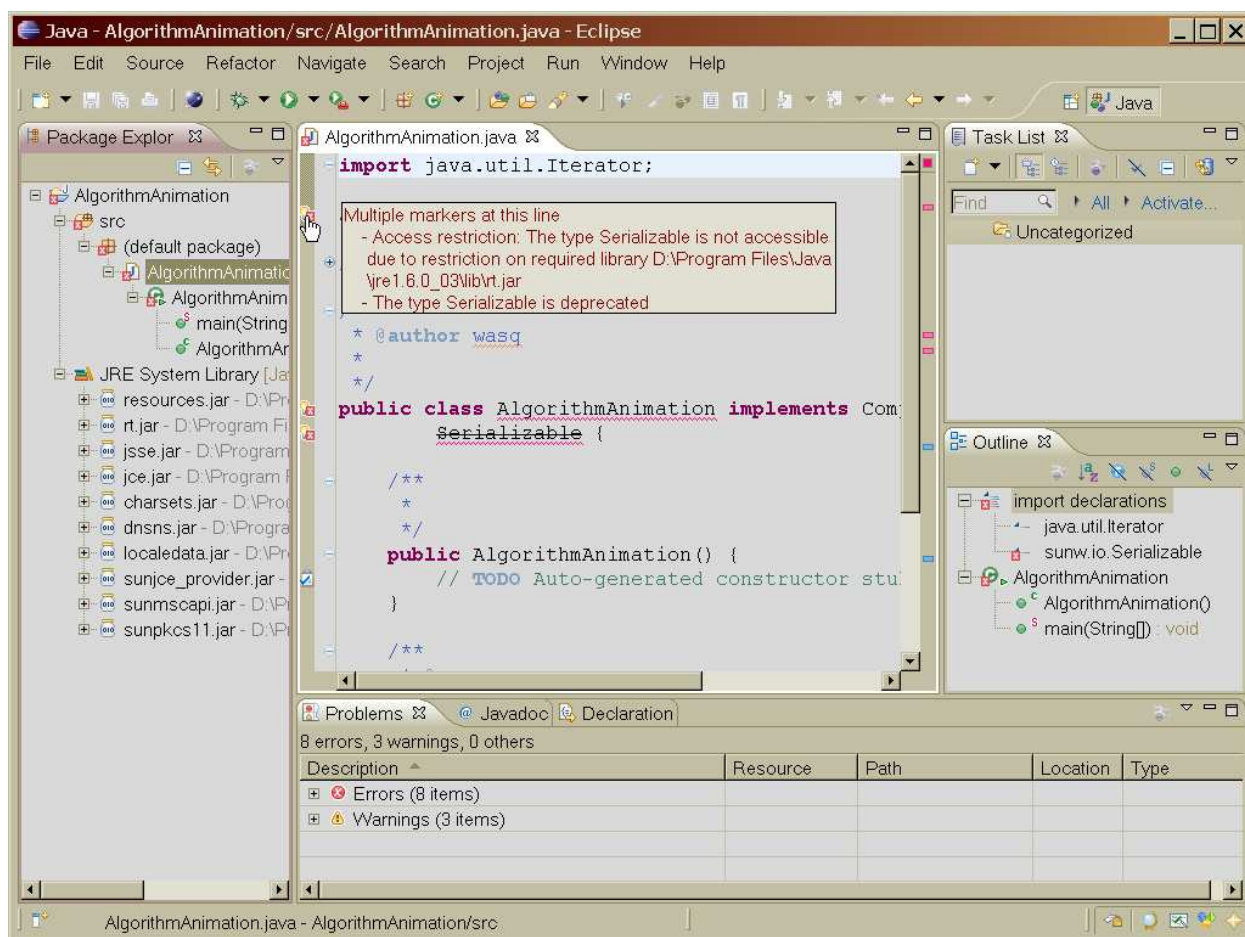 Java - AlgorithmAnimation/src/AlgorithmAnimation.java - Eclipse
File Edit Source Refactor Navigate Search Project Run Window Help
Java
Package Explor
AlgorithmAnimation
src
(default package)
AlgorithmAnimatic
AlgorithmAnim
main(String
AlgorithmAr
JRE System Library [Ja
resources.jar - D:\Pr
rt.jar - D:\Program Fi
jsse.jar - D:\Program
jce.jar - D:\Program F
charsets.jar - D:\Proc
dnsns.jar - D:\Progra
localedata.jar - D:\Pr
sunjce_provider.jar -
sunmscapi.jar - D:\Pr
sunpkcs11.jar - D:\Pr
AlgorithmAnimation.java
import java.util.Iterator;
Multiple markers at this line
- Access restriction: The type Serializable is not accessible
due to restriction on required library D:\Program Files\Java
\jre1.6.0_03\lib\rt.jar
- The type Serializable is deprecated
* @author wasq
*
*/
public class AlgorithmAnimation implements Com
Serializable {
/**
*
*/
public AlgorithmAnimation() {
// TODO Auto-generated constructor stu
}
/**
Task List
Find All Activate...
Uncategorized
Outline
import declarations
java.util.Iterator
sunw.io.Serializable
AlgorithmAnimation
AlgorithmAnimation()
main(String[]) : void
Problems Javadoc Declaration
8 errors, 3 warnings, 0 others
Description Resource Path Location Type
Errors (8 items)
Warnings (3 items)
AlgorithmAnimation.java - AlgorithmAnimation/src